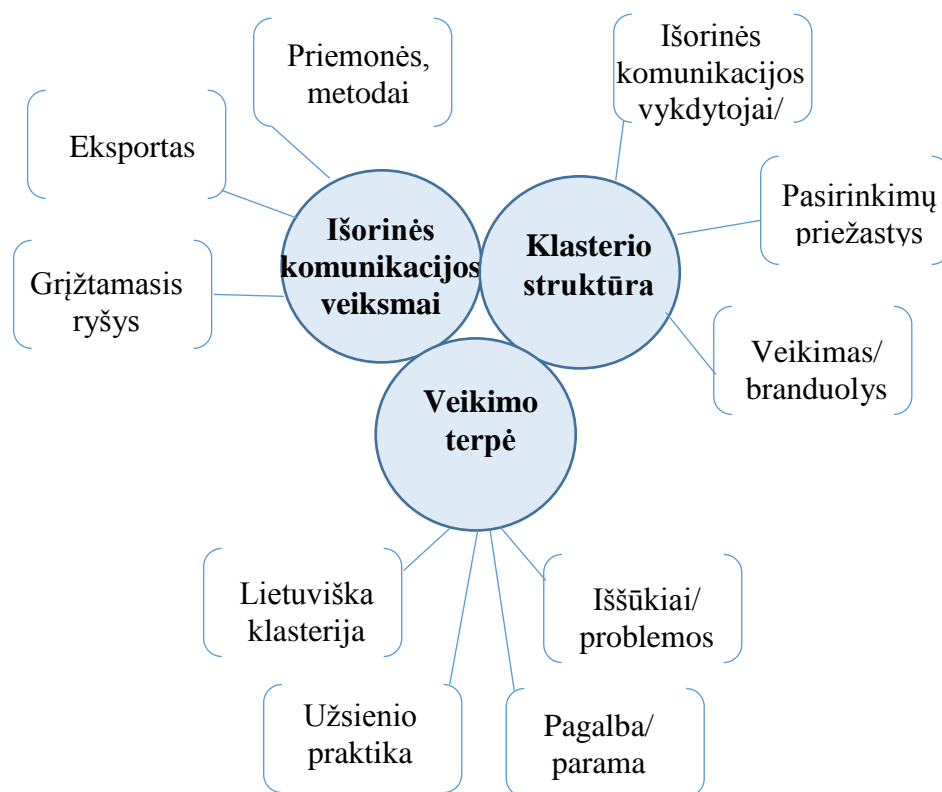 Priemonės,
metodai
Išorinės
komunikacijos
vykdytojai/
Eksportas
Pasirinkimų
priežastys
Išorinės
komunikacijos
veiksmai
Klasterio
struktūra
Grįžtamasis
ryšys
Veikimas/
branduolys
Veikimo
terpė
Lietuviška
klasterija
Iššūkiai/
problemos
Užsienio
praktika
Pagalba/
parama